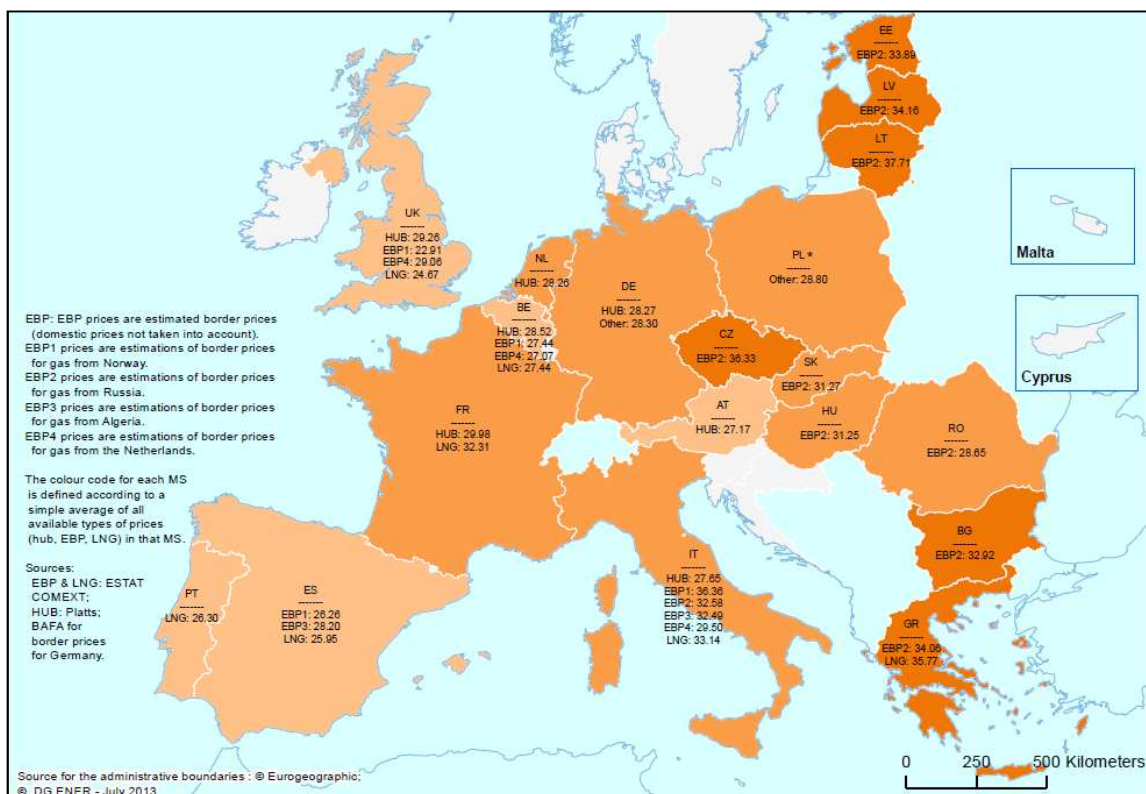 EE
-------
EBP2: 33.89
LV
-------
EBP2: 34.16
LT
-------
EBP2: 37.71
UK
-------
HUB: 29.26
EBP1: 22.91
EBP4: 29.06
LNG: 24.67
NL
-------
HUB: 28.26
DE
-------
HUB: 28.27
Other: 28.30
PL*
-------
Other: 28.80
Malta
Cyprus
BE
-------
HUB: 28.52
EBP1: 27.44
EBP4: 27.07
LNG: 27.44
CZ
-------
EBP2: 36.33
SK
-------
EBP2: 31.27
AT
-------
HUB: 27.17
HU
-------
EBP2: 31.25
RO
-------
EBP2: 28.65
FR
-------
HUB: 29.98
LNG: 32.31
BG
-------
EBP2: 32.92
IT
-------
HUB: 27.65
EBP1: 36.36
EBP2: 32.58
EBP3: 32.49
EBP4: 29.50
LNG: 33.14
PT
-------
LNG: 26.30
ES
-------
EBP1: 26.26
EBP3: 28.20
LNG: 25.95
GR
-------
EBP2: 34.06
LNG: 35.77
EBP: EBP prices are estimated border prices
(domestic prices not taken into account).
EBP1 prices are estimations of border prices
for gas from Norway.
EBP2 prices are estimations of border prices
for gas from Russia.
EBP3 prices are estimations of border prices
for gas from Algeria.
EBP4 prices are estimations of border prices
for gas from the Netherlands.
The colour code for each MS
is defined according to a
simple average of all
available types of prices
(hub, EBP, LNG) in that MS.
Sources:
EBP & LNG: ESTAT
COMEXT;
HUB: Platts;
BAFA for
border prices
for Germany.
0 250 500 Kilometers
Source for the administrative boundaries : © Eurogeographic;
© DG ENER - July 2013